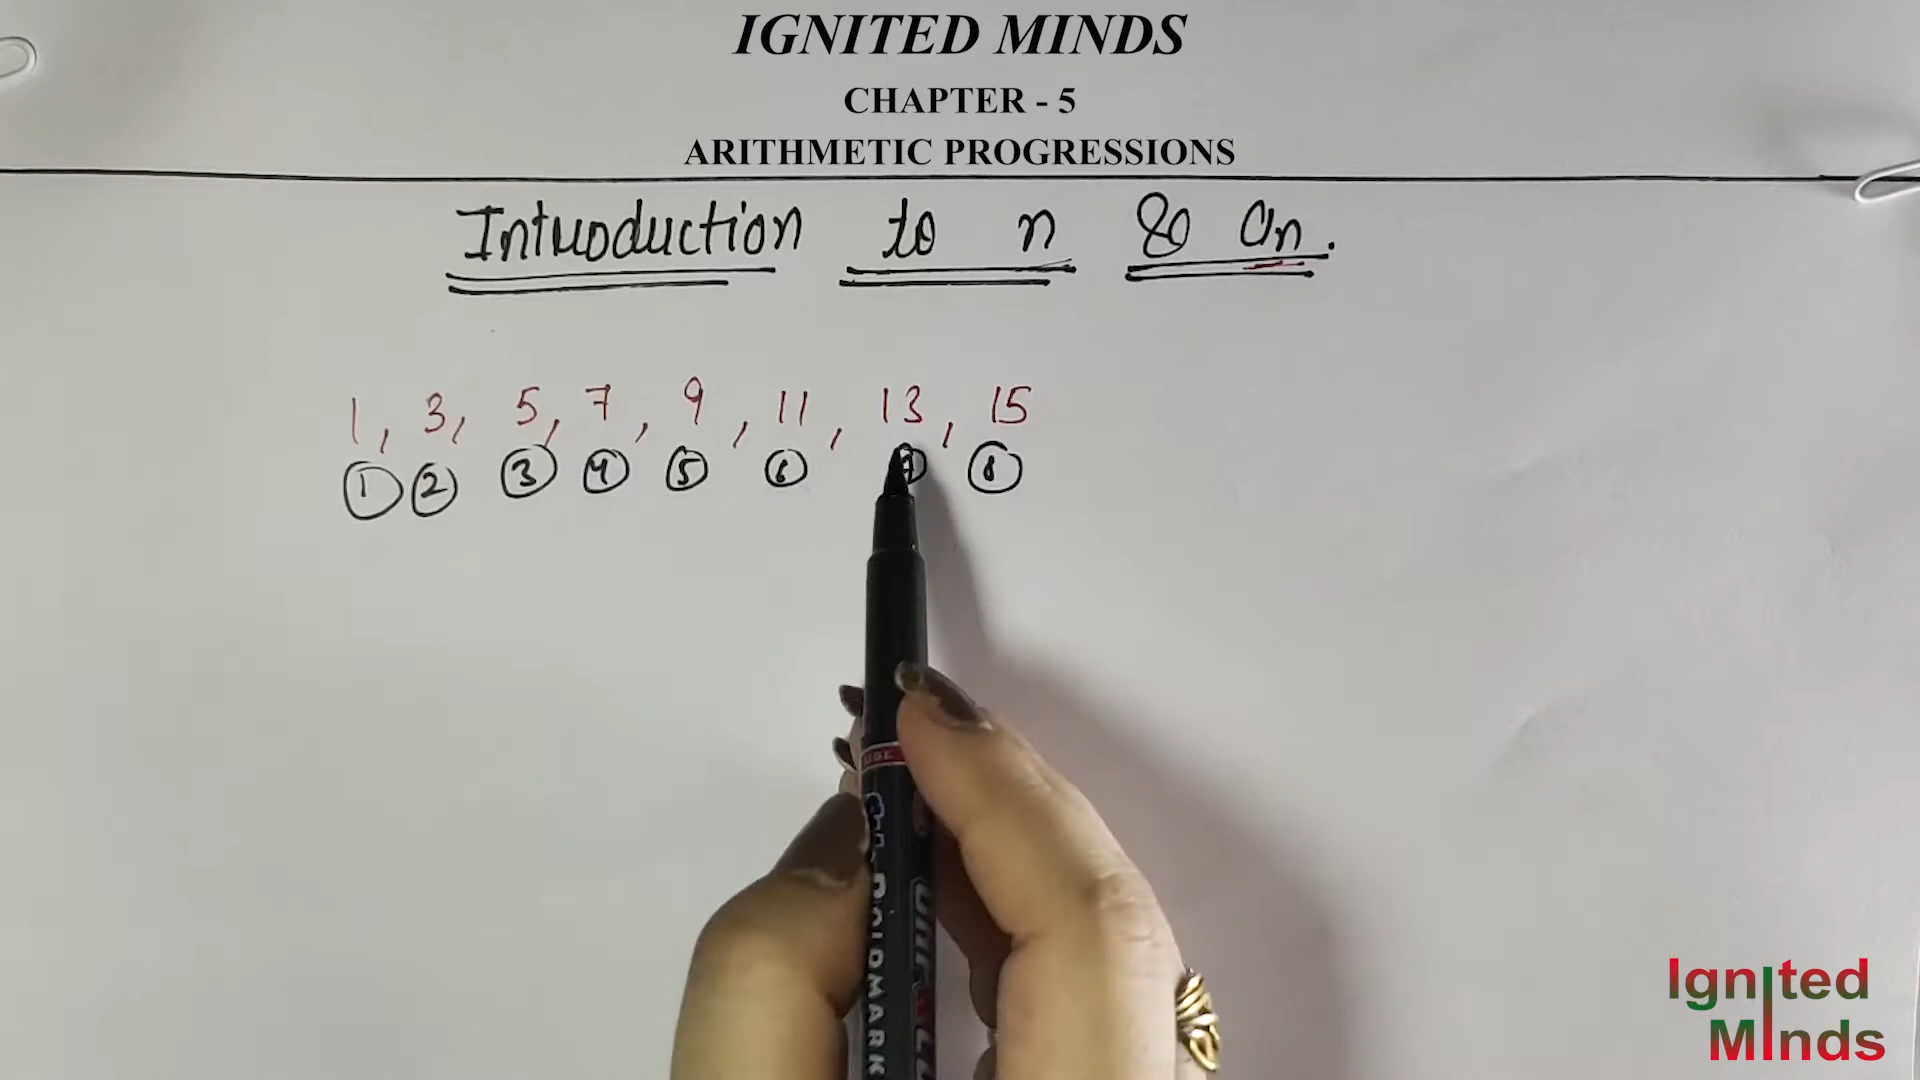 IGNITED MINDS
CHAPTER - 5
ARITHMETIC PROGRESSIONS
Introduction to n & an.
1, 3, 5, 7, 9, 11, 13, 15
1 2 3 4 5 6 7 8
Ignited
Minds